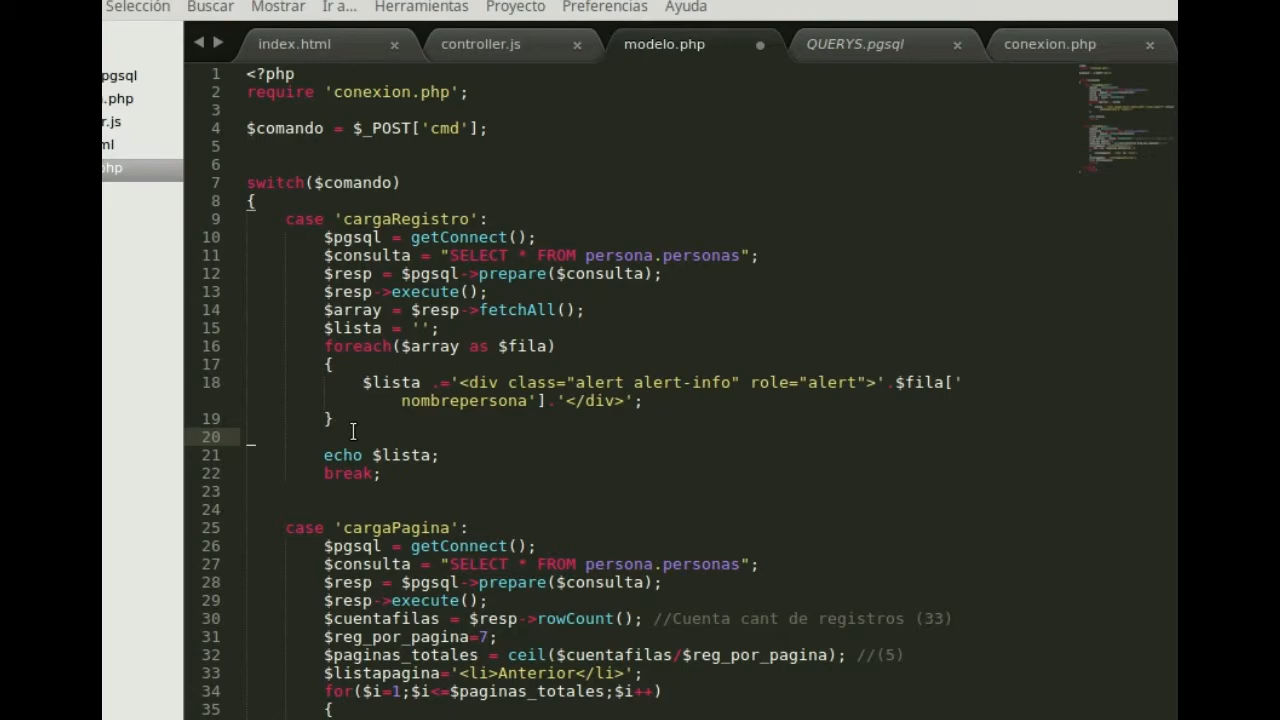 Selección Buscar Mostrar Ir a... Herramientas Proyecto Preferencias Ayuda
index.html × controller.js × modelo.php QUERYS.pgsql × conexion.php ×
pgsql
.php
r.js
ml
php
1 <?php
2 require 'conexion.php';
3
4 $comando = $_POST['cmd'];
5
6
7 switch($comando)
8 {
9 case 'cargaRegistro':
10 $pgsql = getConnect();
11 $consulta = "SELECT * FROM persona.personas";
12 $resp = $pgsql->prepare($consulta);
13 $resp->execute();
14 $array = $resp->fetchAll();
15 $lista = '';
16 foreach($array as $fila)
17 {
18 $lista .='<div class="alert alert-info" role="alert">'.$fila['
nombrepersona'].'</div>';
19 }
20
21 echo $lista;
22 break;
23
24
25 case 'cargaPagina':
26 $pgsql = getConnect();
27 $consulta = "SELECT * FROM persona.personas";
28 $resp = $pgsql->prepare($consulta);
29 $resp->execute();
30 $cuentafilas = $resp->rowCount(); //Cuenta cant de registros (33)
31 $reg_por_pagina=7;
32 $paginas_totales = ceil($cuentafilas/$reg_por_pagina); //(5)
33 $listapagina='<li>Anterior</li>';
34 for($i=1;$i<=$paginas_totales;$i++)
35 {